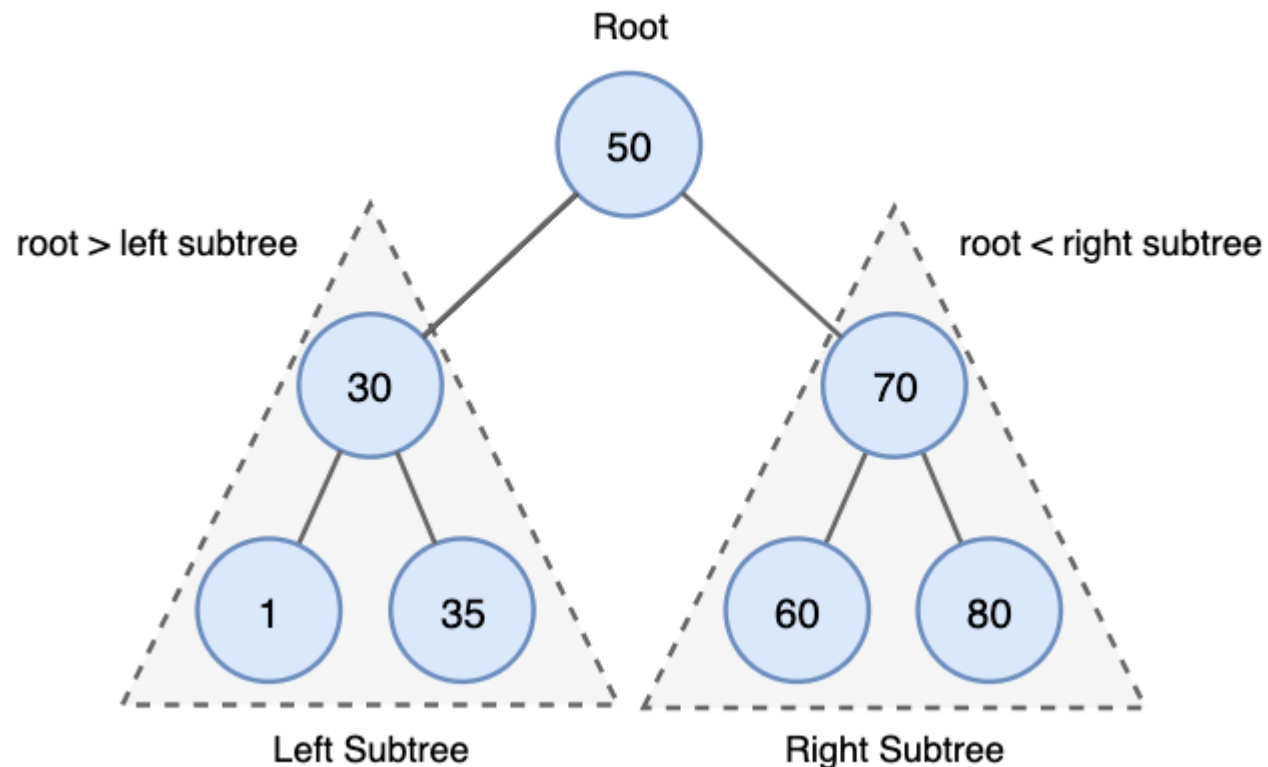 Root
50
root > left subtree
root < right subtree
30
70
1
35
60
80
Left Subtree
Right Subtree